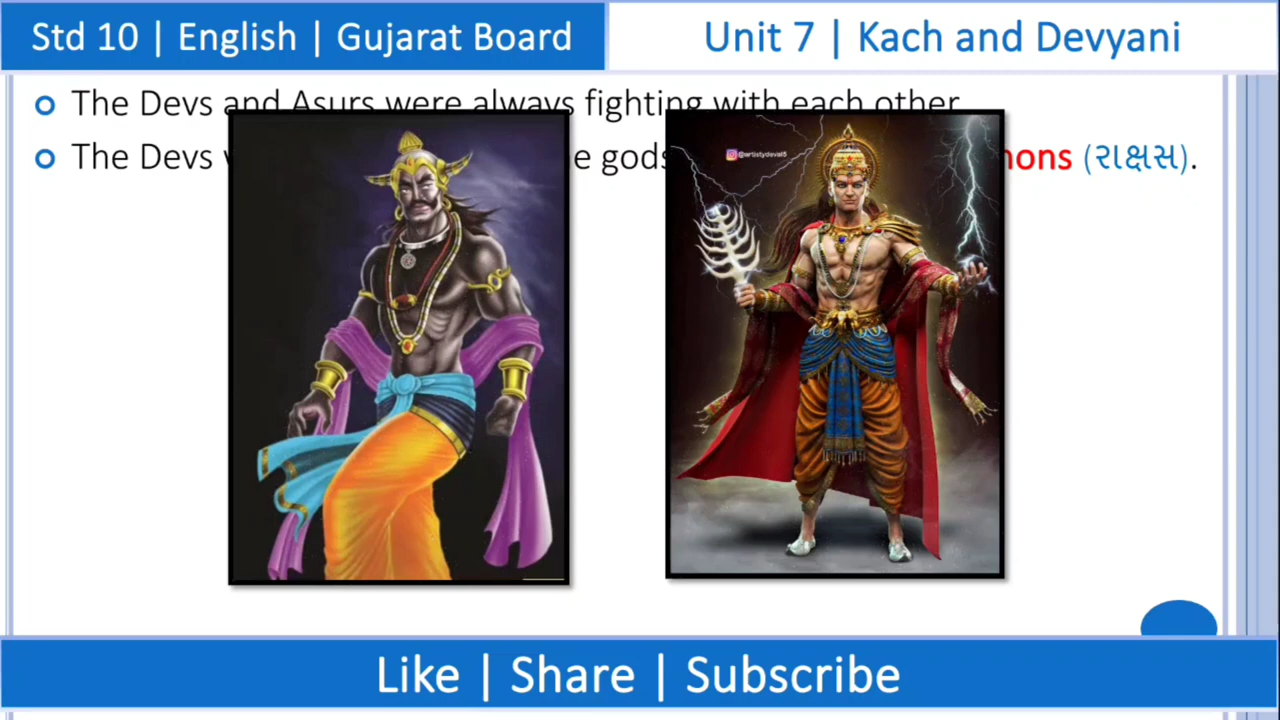 Std 10 | English | Gujarat Board
Unit 7 | Kach and Devyani
The Devs and Asurs were always fighting with each other
The Devs gods (રાક્ષસ).
@artistydeval5
Like | Share | Subscribe